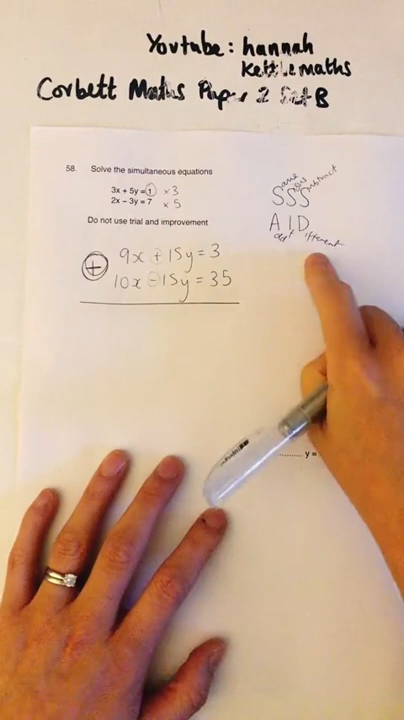 Youtube: hannah
kettlemaths
Corbett Maths Paper 2 Set B
58. Solve the simultaneous equations
3x + 5y = 1 ×3
2x − 3y = 7 ×5
Do not use trial and improvement
same signs subtract
SSS
AID
add different
+ 9x + 15y = 3
10x − 15y = 35
y =